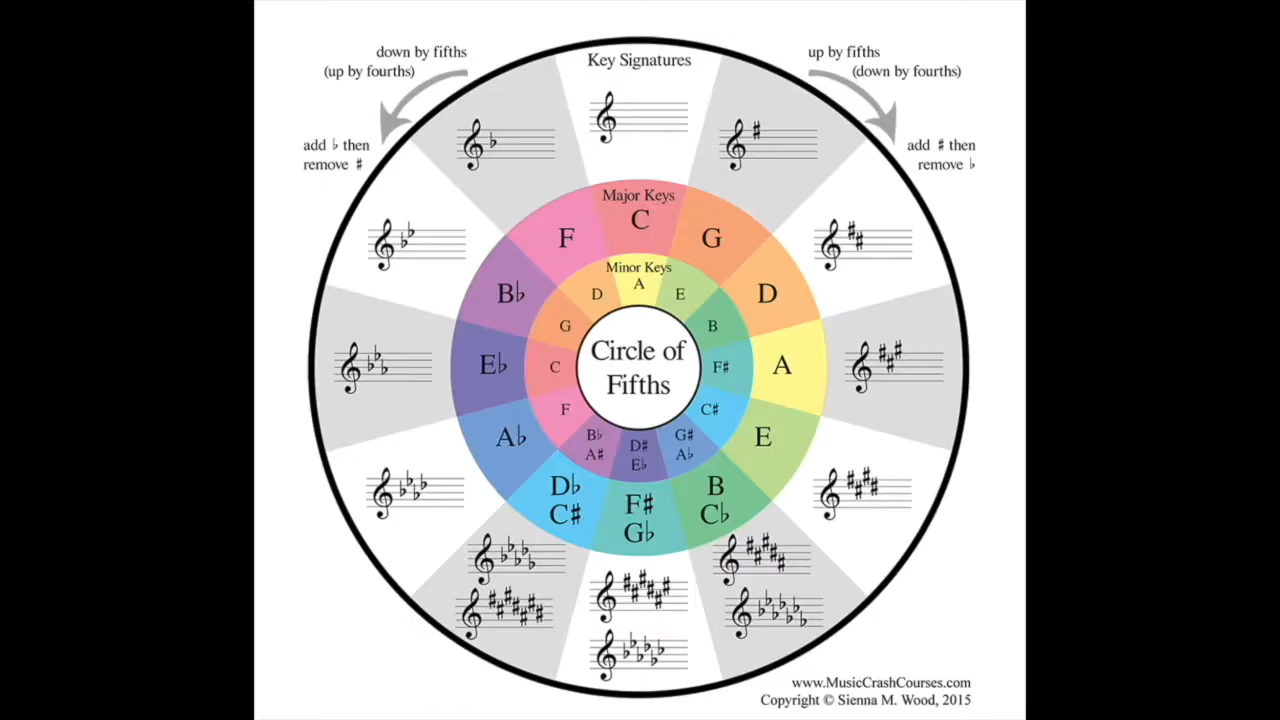 down by fifths
(up by fourths)
add ♭ then
remove ♯
Key Signatures
up by fifths
(down by fourths)
add ♯ then
remove ♭
Major Keys
C
G
D
A
E
B
C♭
F♯
G♭
D♭
C♯
A♭
E♭
B♭
F
Minor Keys
A
E
B
F♯
C♯
G♯
A♭
D♯
E♭
B♭
A♯
F
C
G
D
Circle of
Fifths
www.MusicCrashCourses.com
Copyright © Sienna M. Wood, 2015